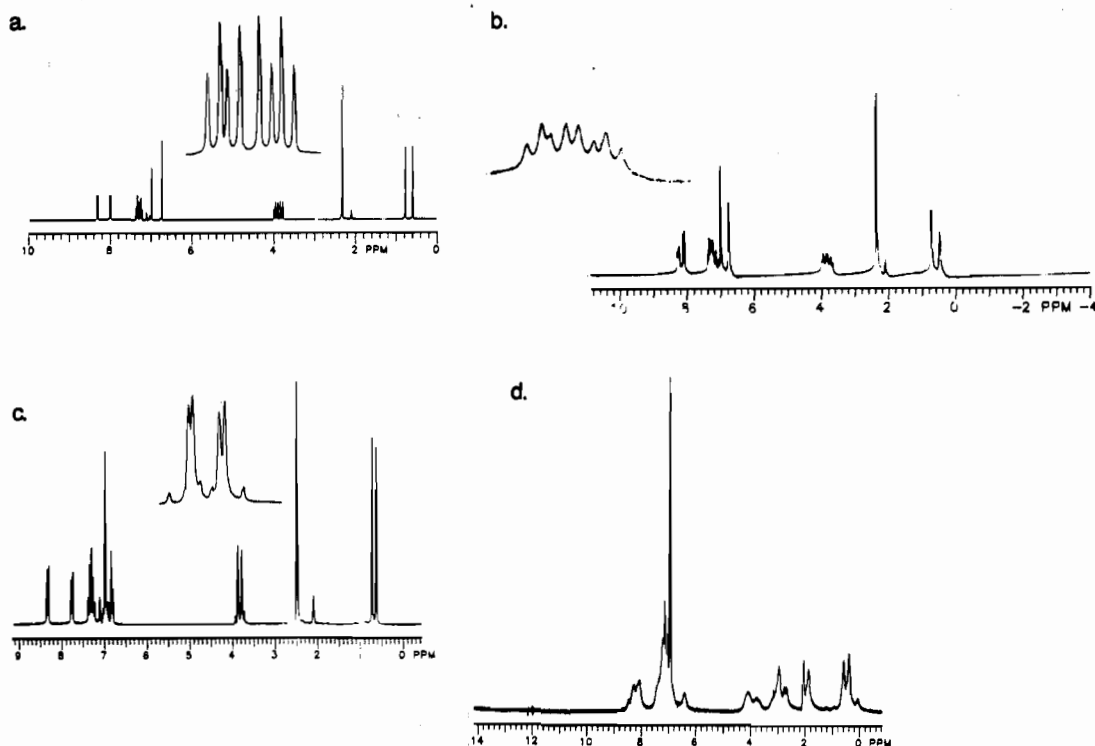 a.
10 8 6 4 2 PPM 0
b.
8 6 4 2 0 -2 PPM -4
c.
9 8 7 6 5 4 3 2 1 0 PPM
d.
14 12 10 8 6 4 2 0 PPM